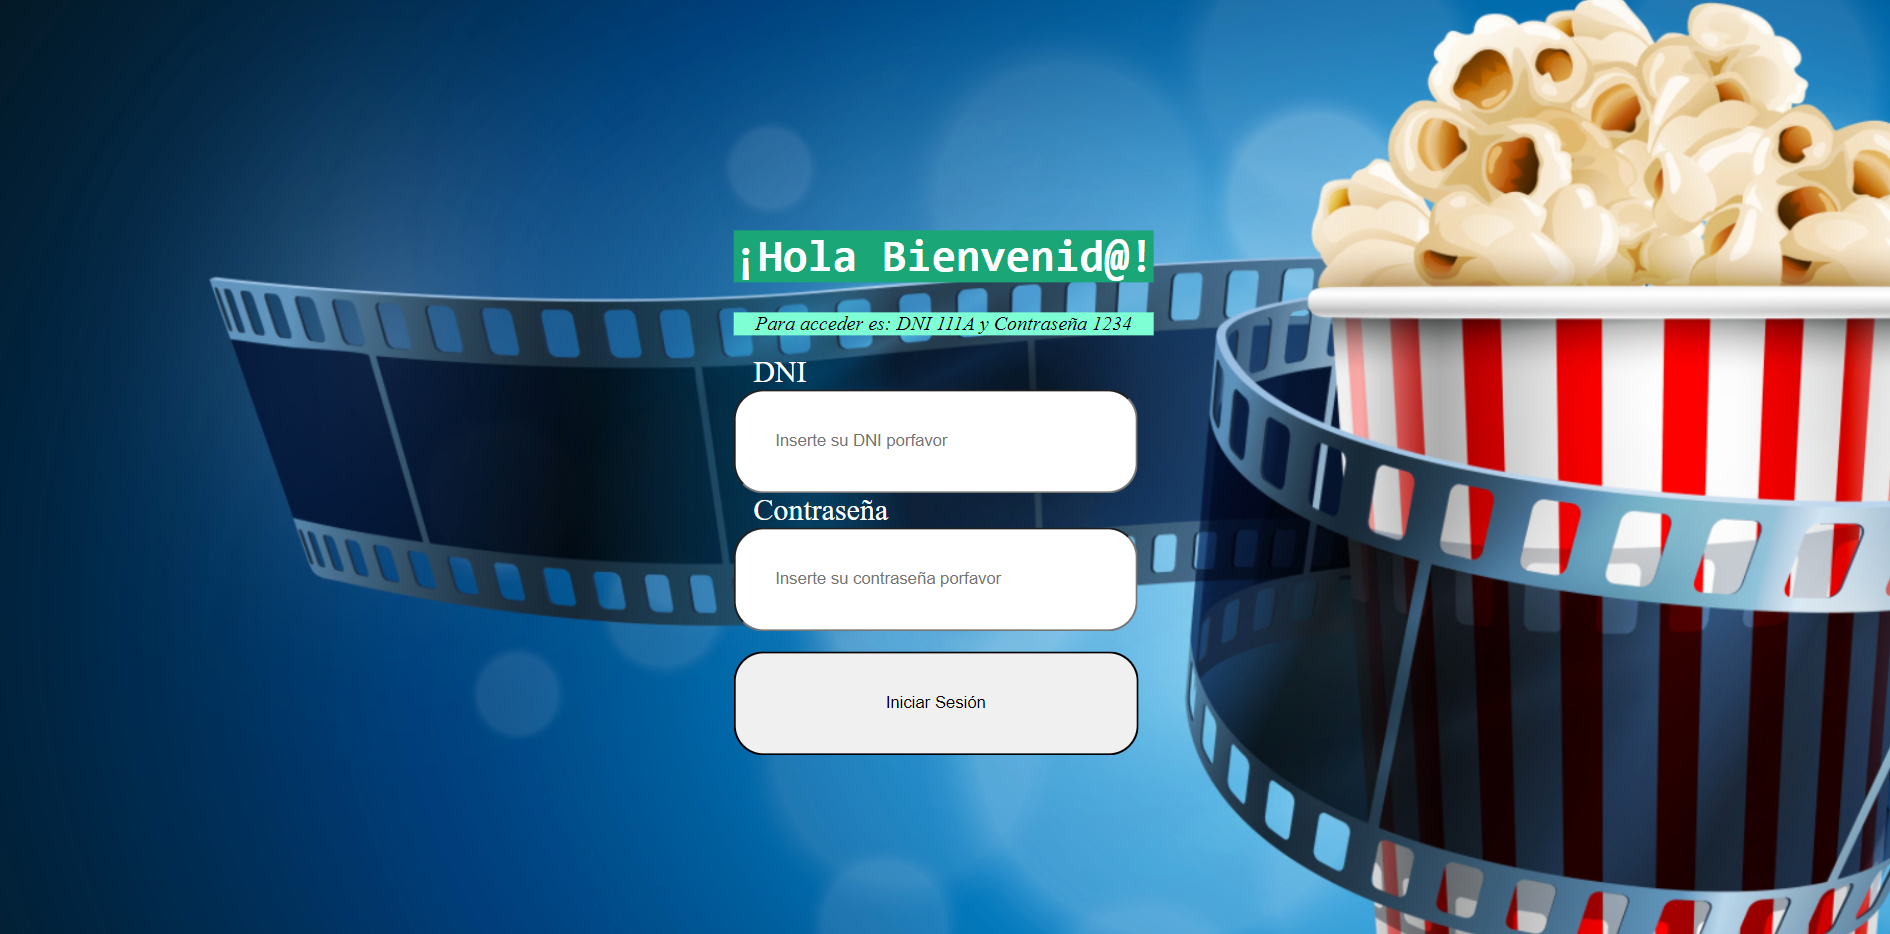 ¡Hola Bienvenid@!
Para acceder es: DNI 111A y Contraseña 1234
DNI
Inserte su DNI porfavor
Contraseña
Inserte su contraseña porfavor
Iniciar Sesión